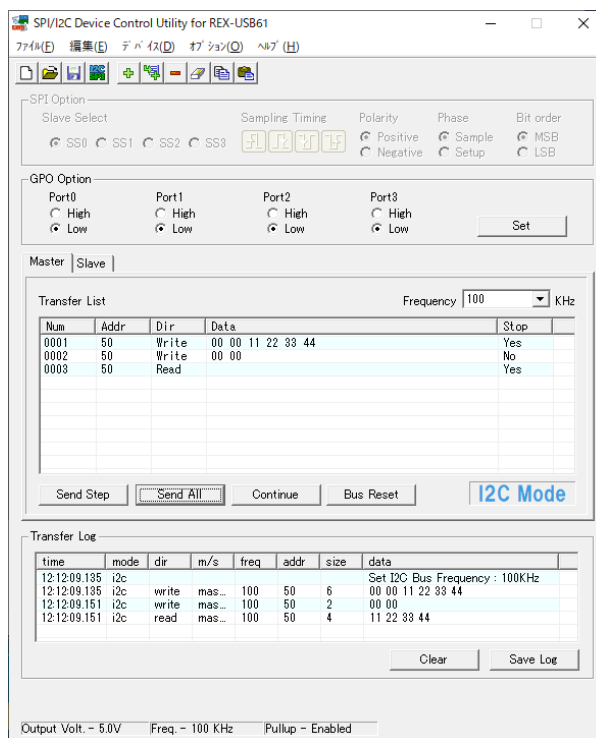 SPI/I2C Device Control Utility for REX-USB61
ファイル(F) 編集(E) デバイス(D) オプション(O) ヘルプ(H)
SPI Option
Slave Select Sampling Timing Polarity Phase Bit order
SS0 SS1 SS2 SS3 Positive Sample MSB
Negative Setup LSB
GPO Option
Port0 Port1 Port2 Port3
High High High High
Low Low Low Low Set
Master Slave
Transfer List Frequency 100 KHz
Num Addr Dir Data Stop
0001 50 Write 00 00 11 22 33 44 Yes
0002 50 Write 00 00 No
0003 50 Read Yes
Send Step Send All Continue Bus Reset I2C Mode
Transfer Log
time mode dir m/s freq addr size data
12:12:09.135 i2c Set I2C Bus Frequency : 100KHz
12:12:09.135 i2c write mas... 100 50 6 00 00 11 22 33 44
12:12:09.151 i2c write mas... 100 50 2 00 00
12:12:09.151 i2c read mas... 100 50 4 11 22 33 44
Clear Save Log
Output Volt. - 5.0V Freq. - 100 KHz Pullup - Enabled